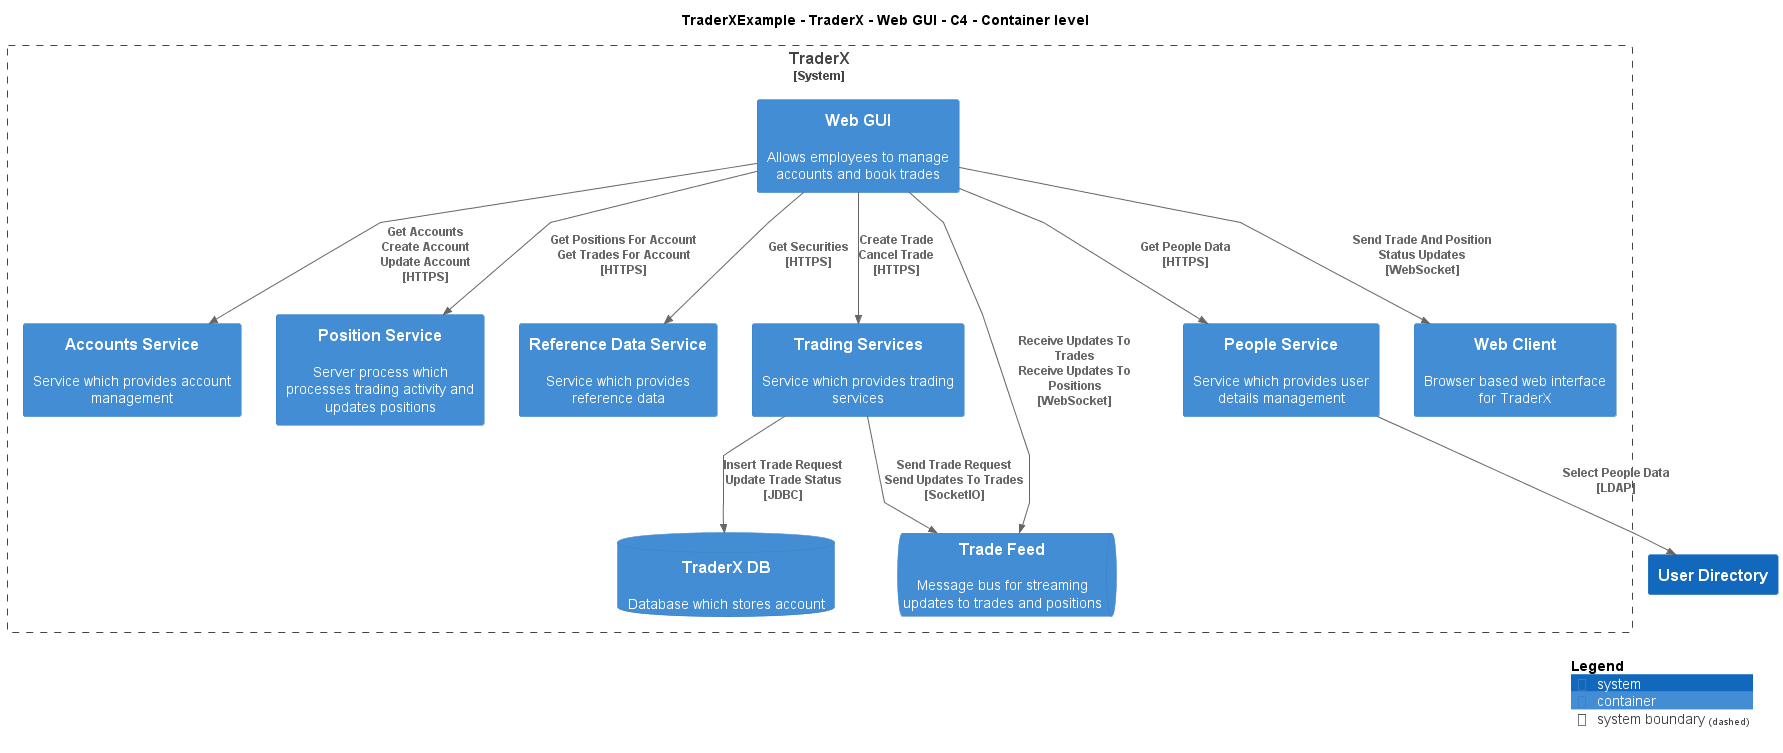 TraderXExample - TraderX - Web GUI - C4 - Container level
TraderX
[System]
Web GUI
Allows employees to manage
accounts and book trades
Get Accounts
Create Account
Update Account
[HTTPS]
Get Positions For Account
Get Trades For Account
[HTTPS]
Get Securities
[HTTPS]
Create Trade
Cancel Trade
[HTTPS]
Get People Data
[HTTPS]
Send Trade And Position
Status Updates
[WebSocket]
Receive Updates To
Trades
Receive Updates To
Positions
[WebSocket]
Accounts Service
Service which provides account
management
Position Service
Server process which
processes trading activity and
updates positions
Reference Data Service
Service which provides
reference data
Trading Services
Service which provides trading
services
People Service
Service which provides user
details management
Web Client
Browser based web interface
for TraderX
Insert Trade Request
Update Trade Status
[JDBC]
Send Trade Request
Send Updates To Trades
[SocketIO]
Select People Data
[LDAP]
TraderX DB
Database which stores account
Trade Feed
Message bus for streaming
updates to trades and positions
User Directory
Legend
system
container
system boundary (dashed)